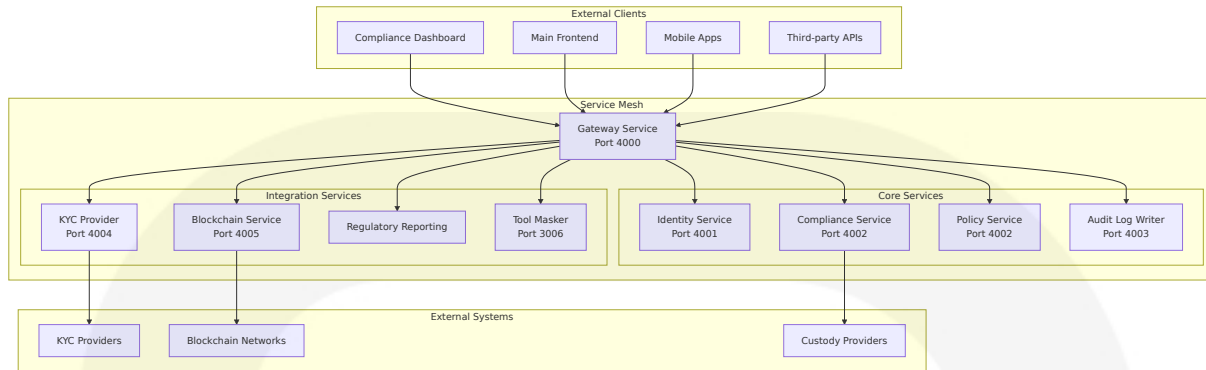 External Clients
Compliance Dashboard
Main Frontend
Mobile Apps
Third-party APIs
Service Mesh
Gateway Service
Port 4000
Integration Services
KYC Provider
Port 4004
Blockchain Service
Port 4005
Regulatory Reporting
Tool Masker
Port 3006
Core Services
Identity Service
Port 4001
Compliance Service
Port 4002
Policy Service
Port 4002
Audit Log Writer
Port 4003
External Systems
KYC Providers
Blockchain Networks
Custody Providers